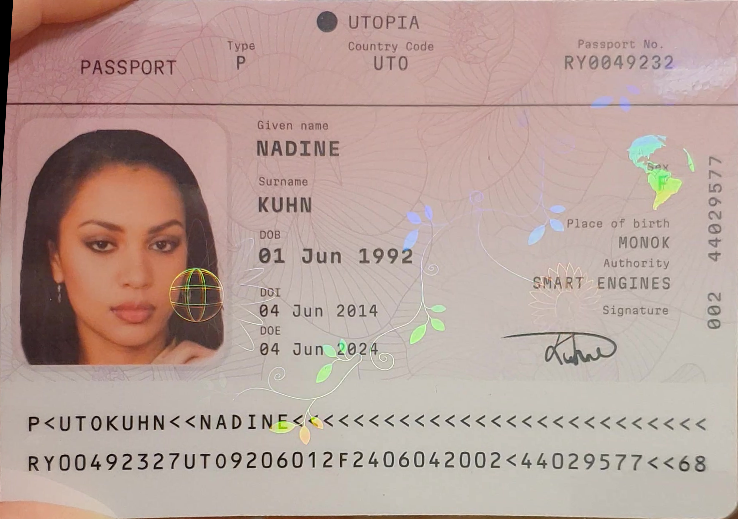 UTOPIA
PASSPORT
Type
P
Country Code
UTO
Passport No.
RY0049232
Given name
NADINE
Surname
KUHN
DOB
01 Jun 1992
DGI
04 Jun 2014
DOE
04 Jun 2024
Sex
F
Place of birth
MONOK
Authority
SMART ENGINES
Signature
Kuhne
002 44029577
P<UTOKUHN<<NADINE<<<<<<<<<<<<<<<<<<<<<<<<<<<
RY00492327UTO9206012F2406042002<44029577<<68